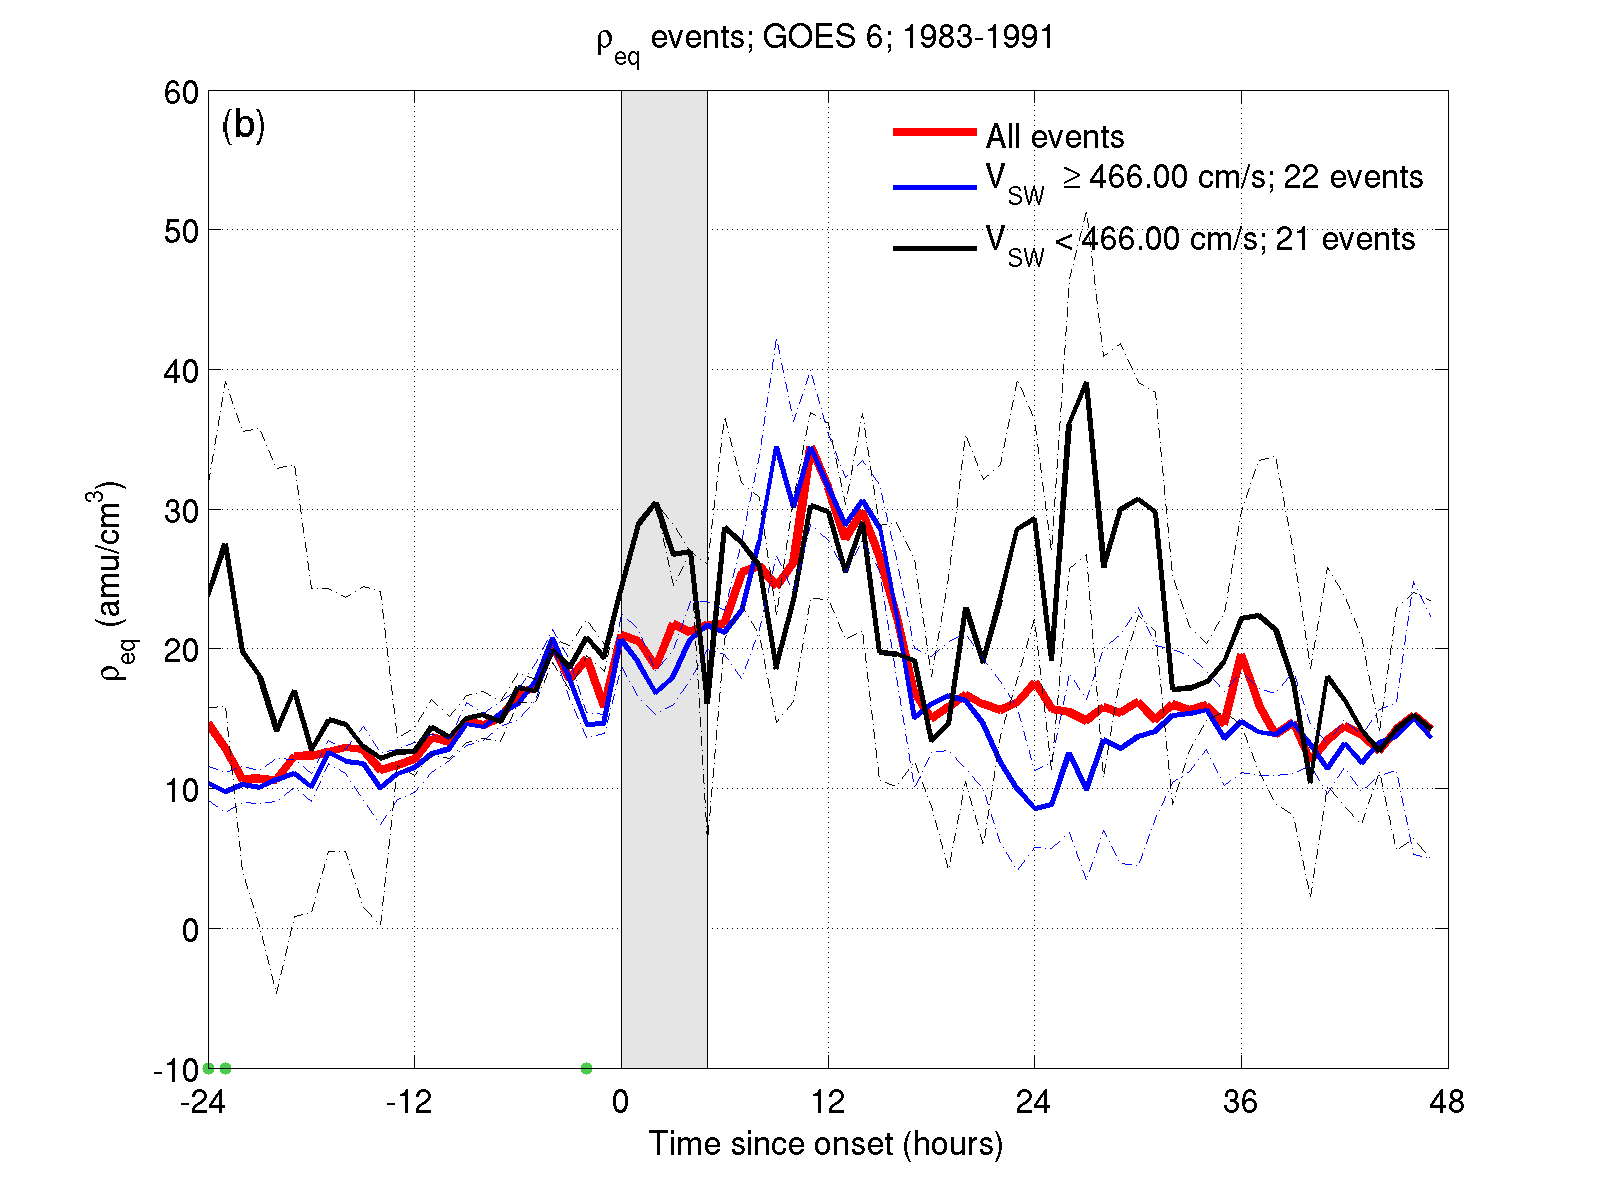 ρeq events; GOES 6; 1983-1991
(b)
All events
VSW ≥ 466.00 cm/s; 22 events
VSW < 466.00 cm/s; 21 events
60
50
40
30
20
10
0
-10
ρeq (amu/cm3)
-24 -12 0 12 24 36 48
Time since onset (hours)